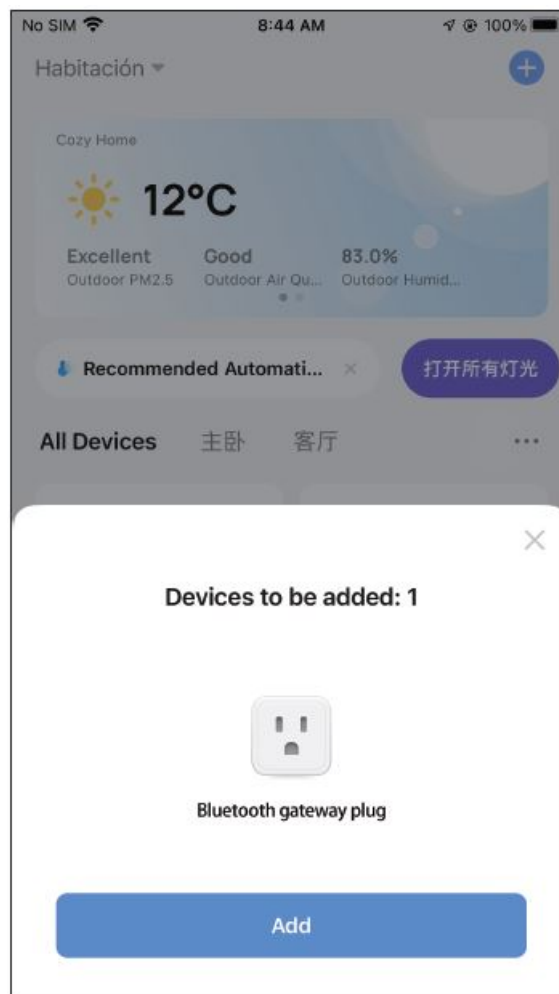 No SIM 8:44 AM 100%
Habitación
Cozy Home
12°C
Excellent Good 83.0%
Outdoor PM2.5 Outdoor Air Qu... Outdoor Humid...
Recommended Automati... 打开所有灯光
All Devices 主卧 客厅
Devices to be added: 1
Bluetooth gateway plug
Add